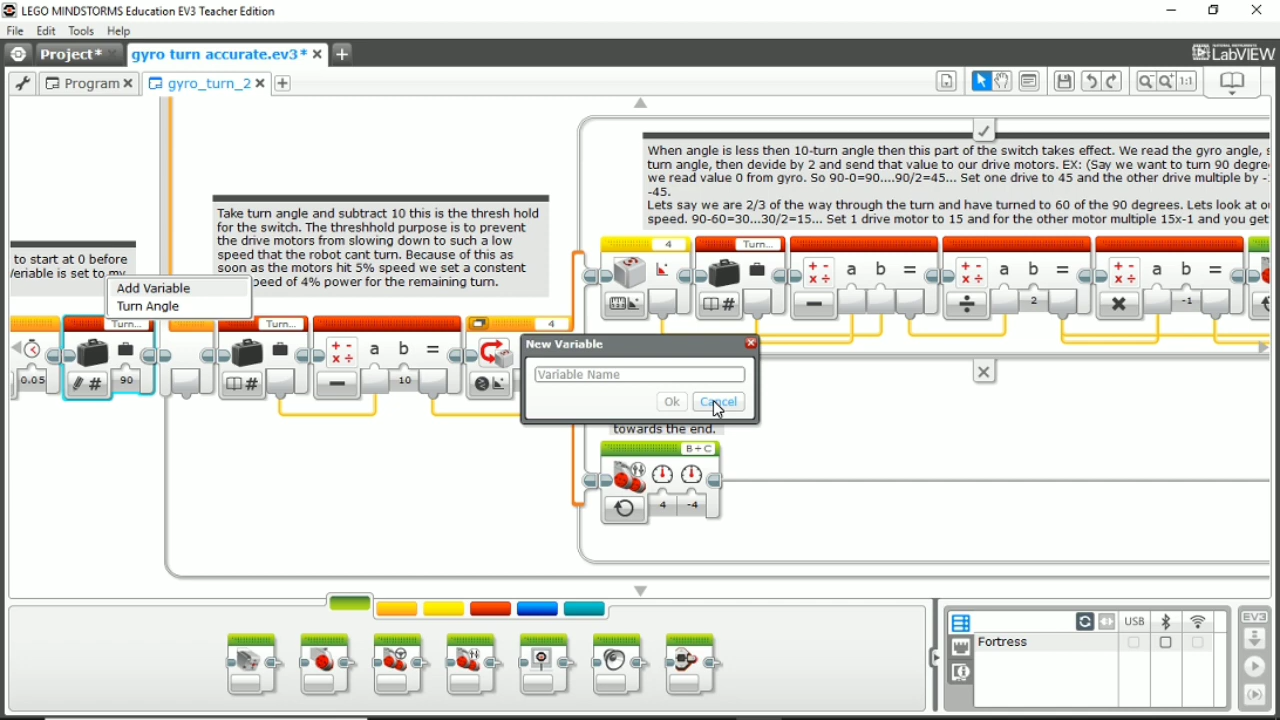 LEGO MINDSTORMS Education EV3 Teacher Edition
File Edit Tools Help
Project* gyro turn accurate.ev3*
LabVIEW
Program gyro_turn_2
1:1
When angle is less then 10-turn angle then this part of the switch takes effect. We read the gyro angle,
turn angle, then devide by 2 and send that value to our drive motors. EX: (Say we want to turn 90 degre
we read value 0 from gyro. So 90-0=90....90/2=45... Set one drive to 45 and the other drive multiple by -
-45.
Lets say we are 2/3 of the way through the turn and have turned to 60 of the 90 degrees. Lets look at
speed. 90-60=30...30/2=15... Set 1 drive motor to 15 and for the other motor multiple 15x-1 and you get
Take turn angle and subtract 10 this is the thresh hold
for the switch. The threshhold purpose is to prevent
the drive motors from slowing down to such a low
speed that the robot cant turn. Because of this as
soon as the motors hit 5% speed we set a constent
peed of 4% power for the remaining turn.
to start at 0 before
eriable is set to my
Add Variable
Turn Angle
4 Turn...
a b =
a b =
a b =
#
2
-1
Turn... Turn... 4
a b =
0.05 # 90 # 10
New Variable
Variable Name
Ok Cancel
towards the end.
B+C
4 -4
USB
EV3
Fortress